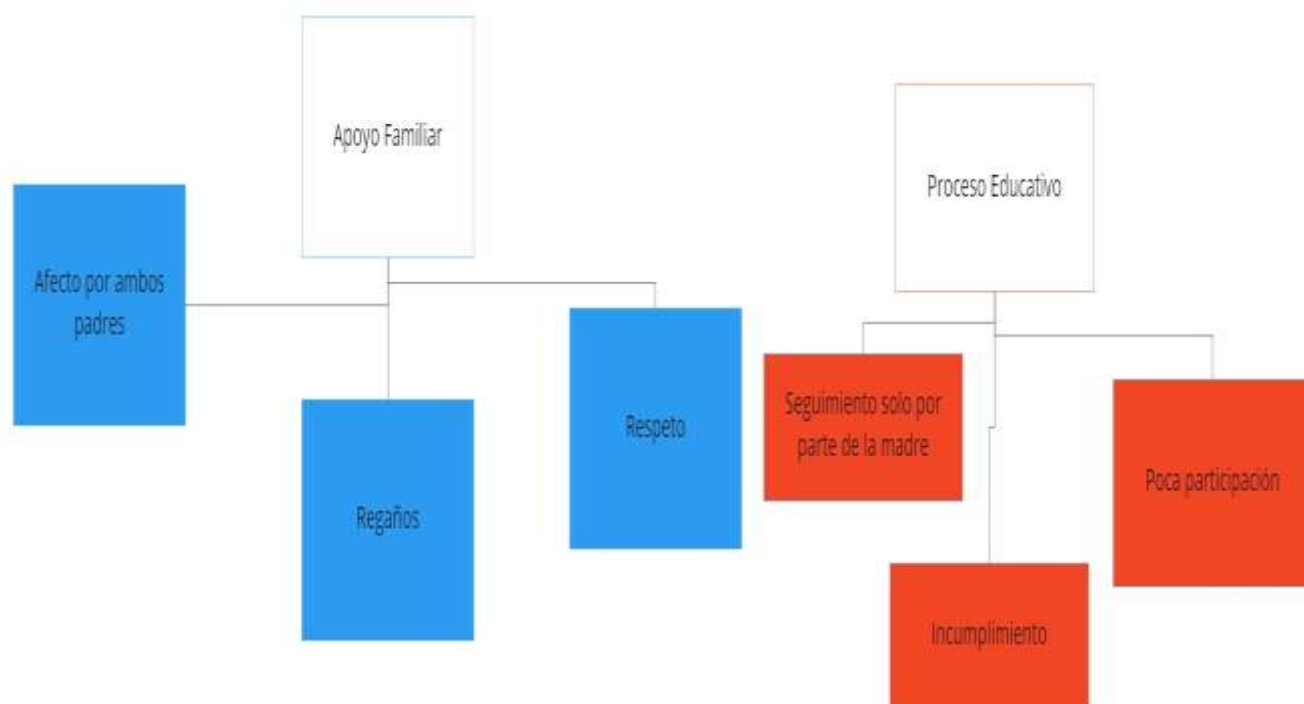 Apoyo Familiar
Afecto por ambos
padres
Regaños
Respeto
Proceso Educativo
Seguimiento solo por
parte de la madre
Incumplimiento
Poca participación